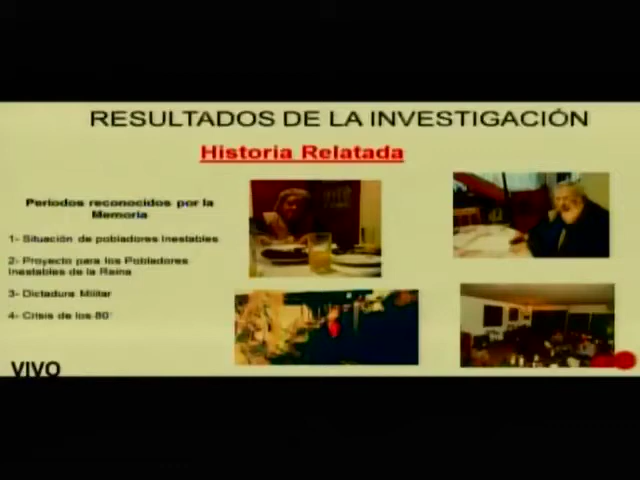 RESULTADOS DE LA INVESTIGACIÓN
Historia Relatada
Periodos reconocidos por la
Memoria
1- Situación de pobladores Inestables
2- Proyecto para los Pobladores
Inestables de la Reina
3- Dictadura Militar
4- Crisis de los 80'
VIVO